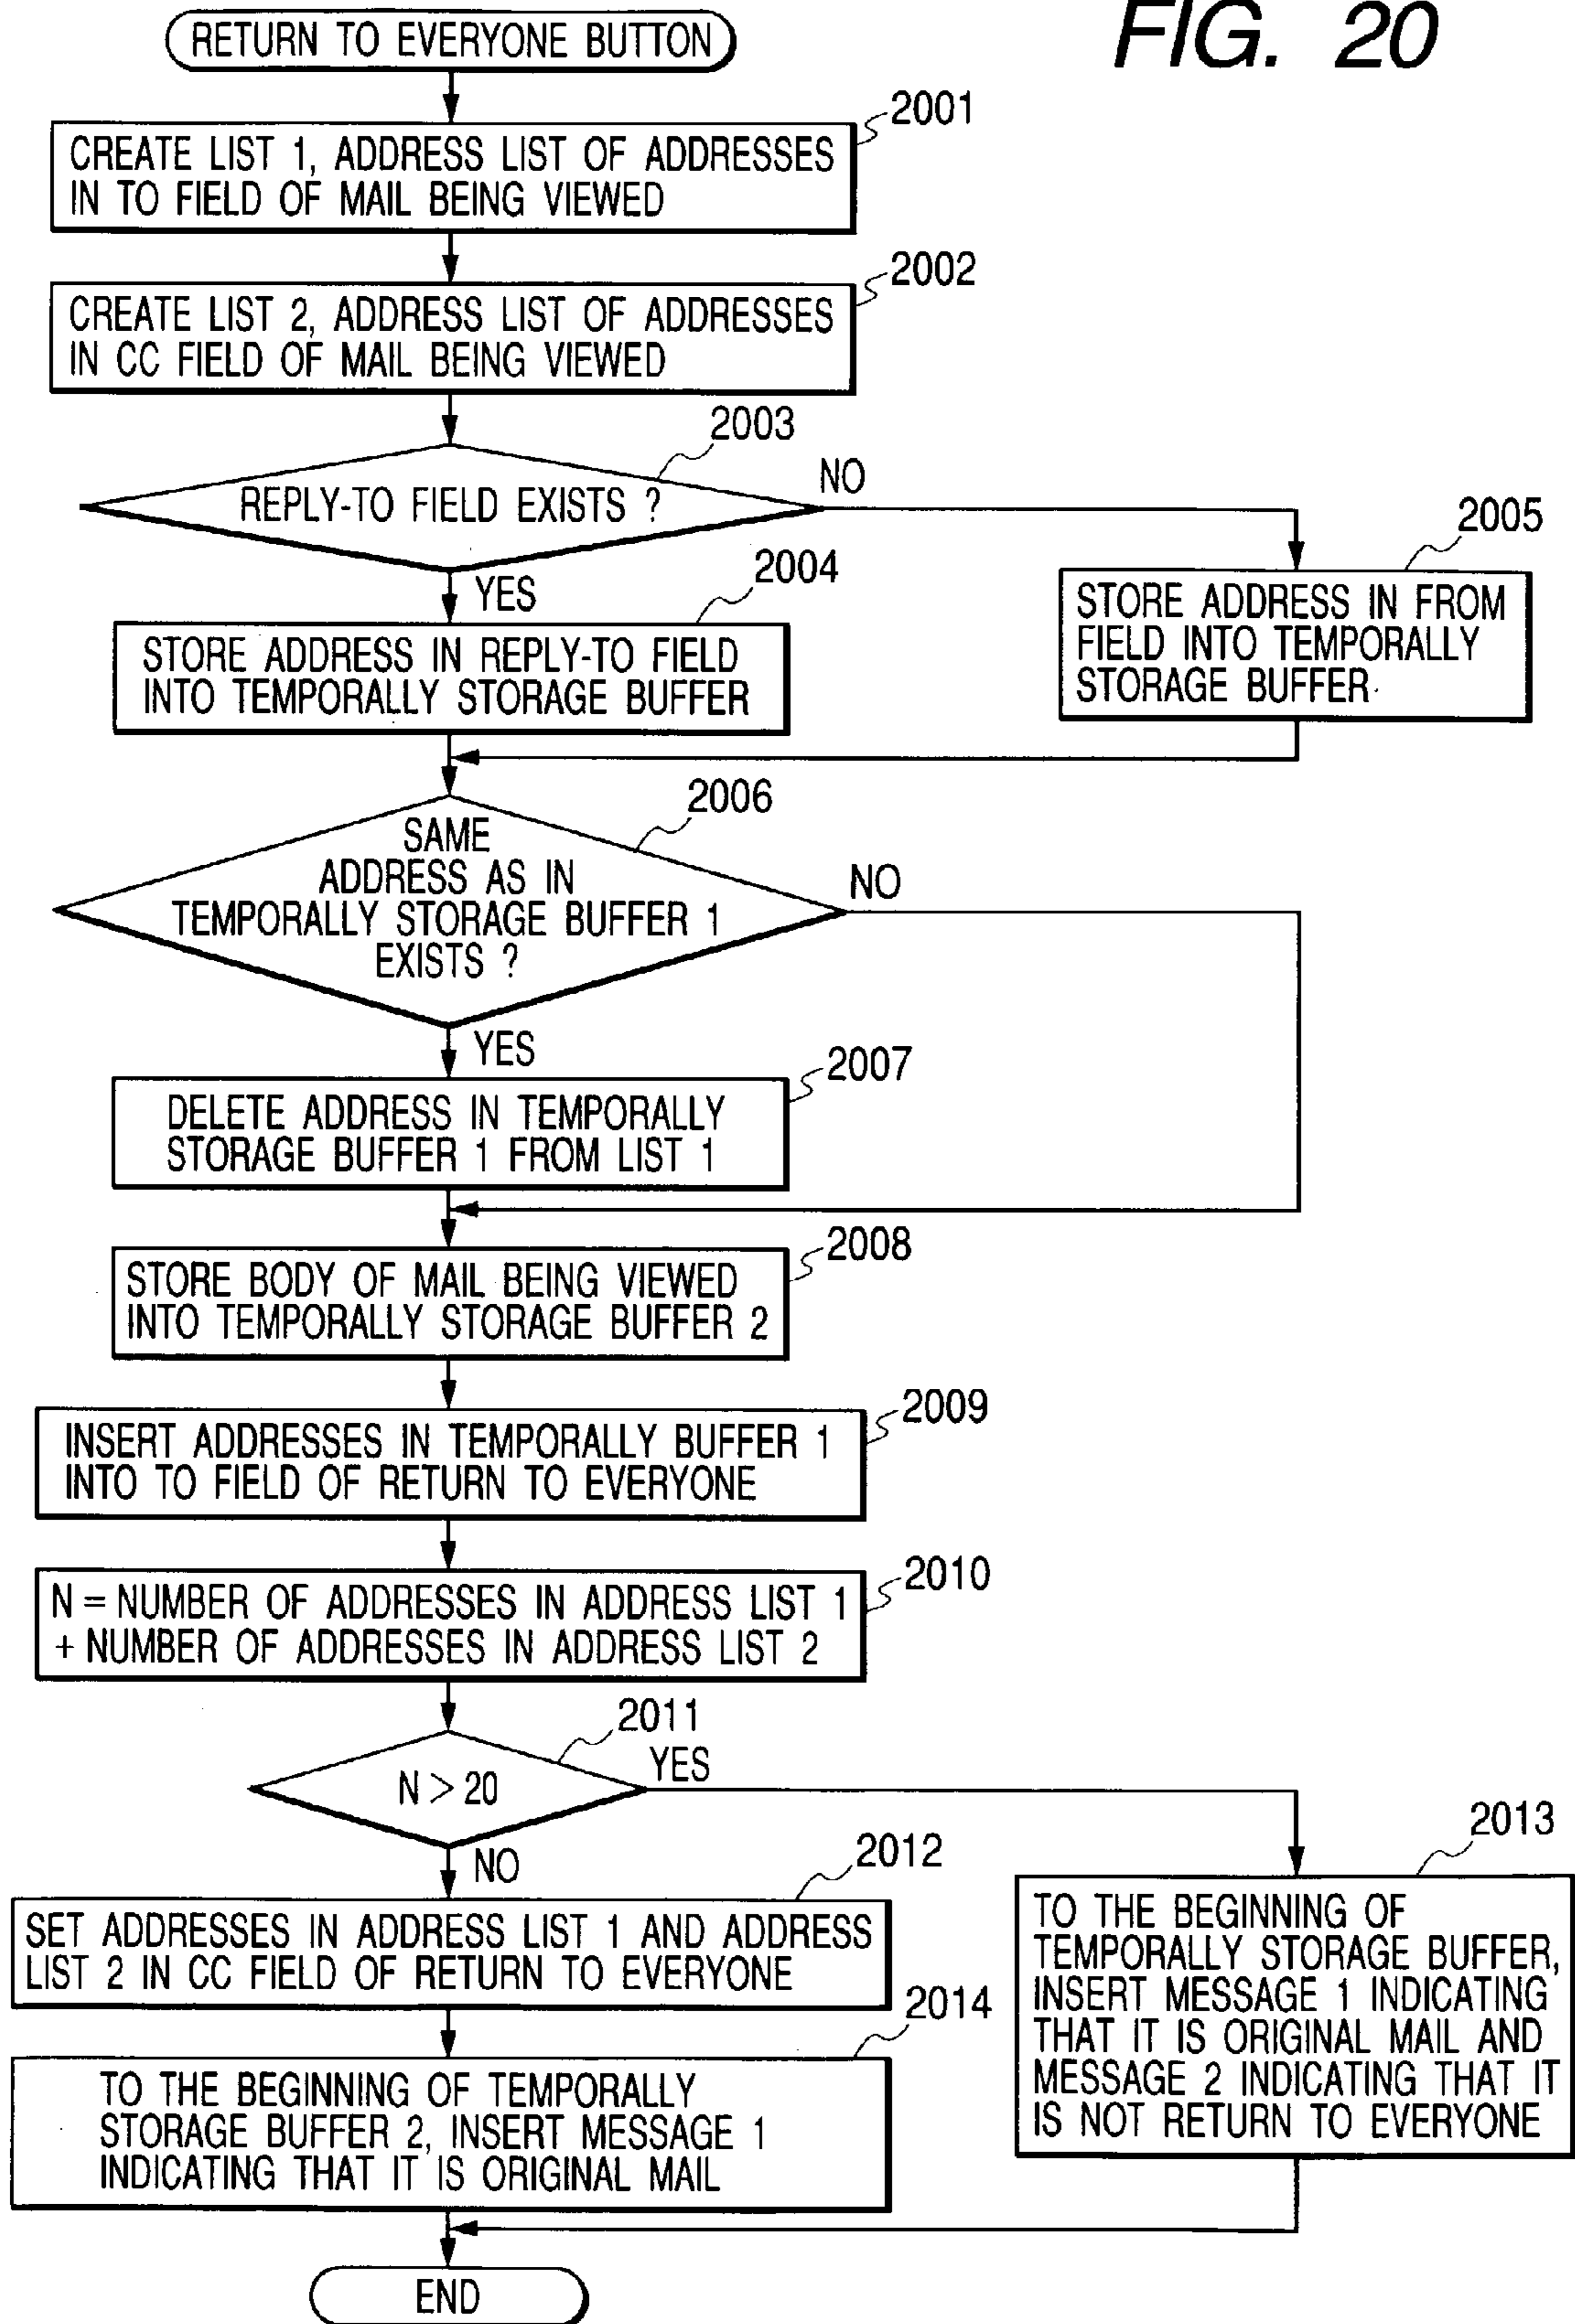 FIG. 20
RETURN TO EVERYONE BUTTON
2001
CREATE LIST 1, ADDRESS LIST OF ADDRESSES
IN TO FIELD OF MAIL BEING VIEWED
2002
CREATE LIST 2, ADDRESS LIST OF ADDRESSES
IN CC FIELD OF MAIL BEING VIEWED
2003
REPLY-TO FIELD EXISTS ?
NO
YES
2004
STORE ADDRESS IN REPLY-TO FIELD
INTO TEMPORALLY STORAGE BUFFER
2005
STORE ADDRESS IN FROM
FIELD INTO TEMPORALLY
STORAGE BUFFER
2006
SAME
ADDRESS AS IN
TEMPORALLY STORAGE BUFFER 1
EXISTS ?
NO
YES
2007
DELETE ADDRESS IN TEMPORALLY
STORAGE BUFFER 1 FROM LIST 1
2008
STORE BODY OF MAIL BEING VIEWED
INTO TEMPORALLY STORAGE BUFFER 2
2009
INSERT ADDRESSES IN TEMPORALLY BUFFER 1
INTO TO FIELD OF RETURN TO EVERYONE
2010
N = NUMBER OF ADDRESSES IN ADDRESS LIST 1
+ NUMBER OF ADDRESSES IN ADDRESS LIST 2
2011
N > 20
YES
NO
2012
SET ADDRESSES IN ADDRESS LIST 1 AND ADDRESS
LIST 2 IN CC FIELD OF RETURN TO EVERYONE
2013
TO THE BEGINNING OF
TEMPORALLY STORAGE BUFFER,
INSERT MESSAGE 1 INDICATING
THAT IT IS ORIGINAL MAIL AND
MESSAGE 2 INDICATING THAT IT
IS NOT RETURN TO EVERYONE
2014
TO THE BEGINNING OF TEMPORALLY
STORAGE BUFFER 2, INSERT MESSAGE 1
INDICATING THAT IT IS ORIGINAL MAIL
END